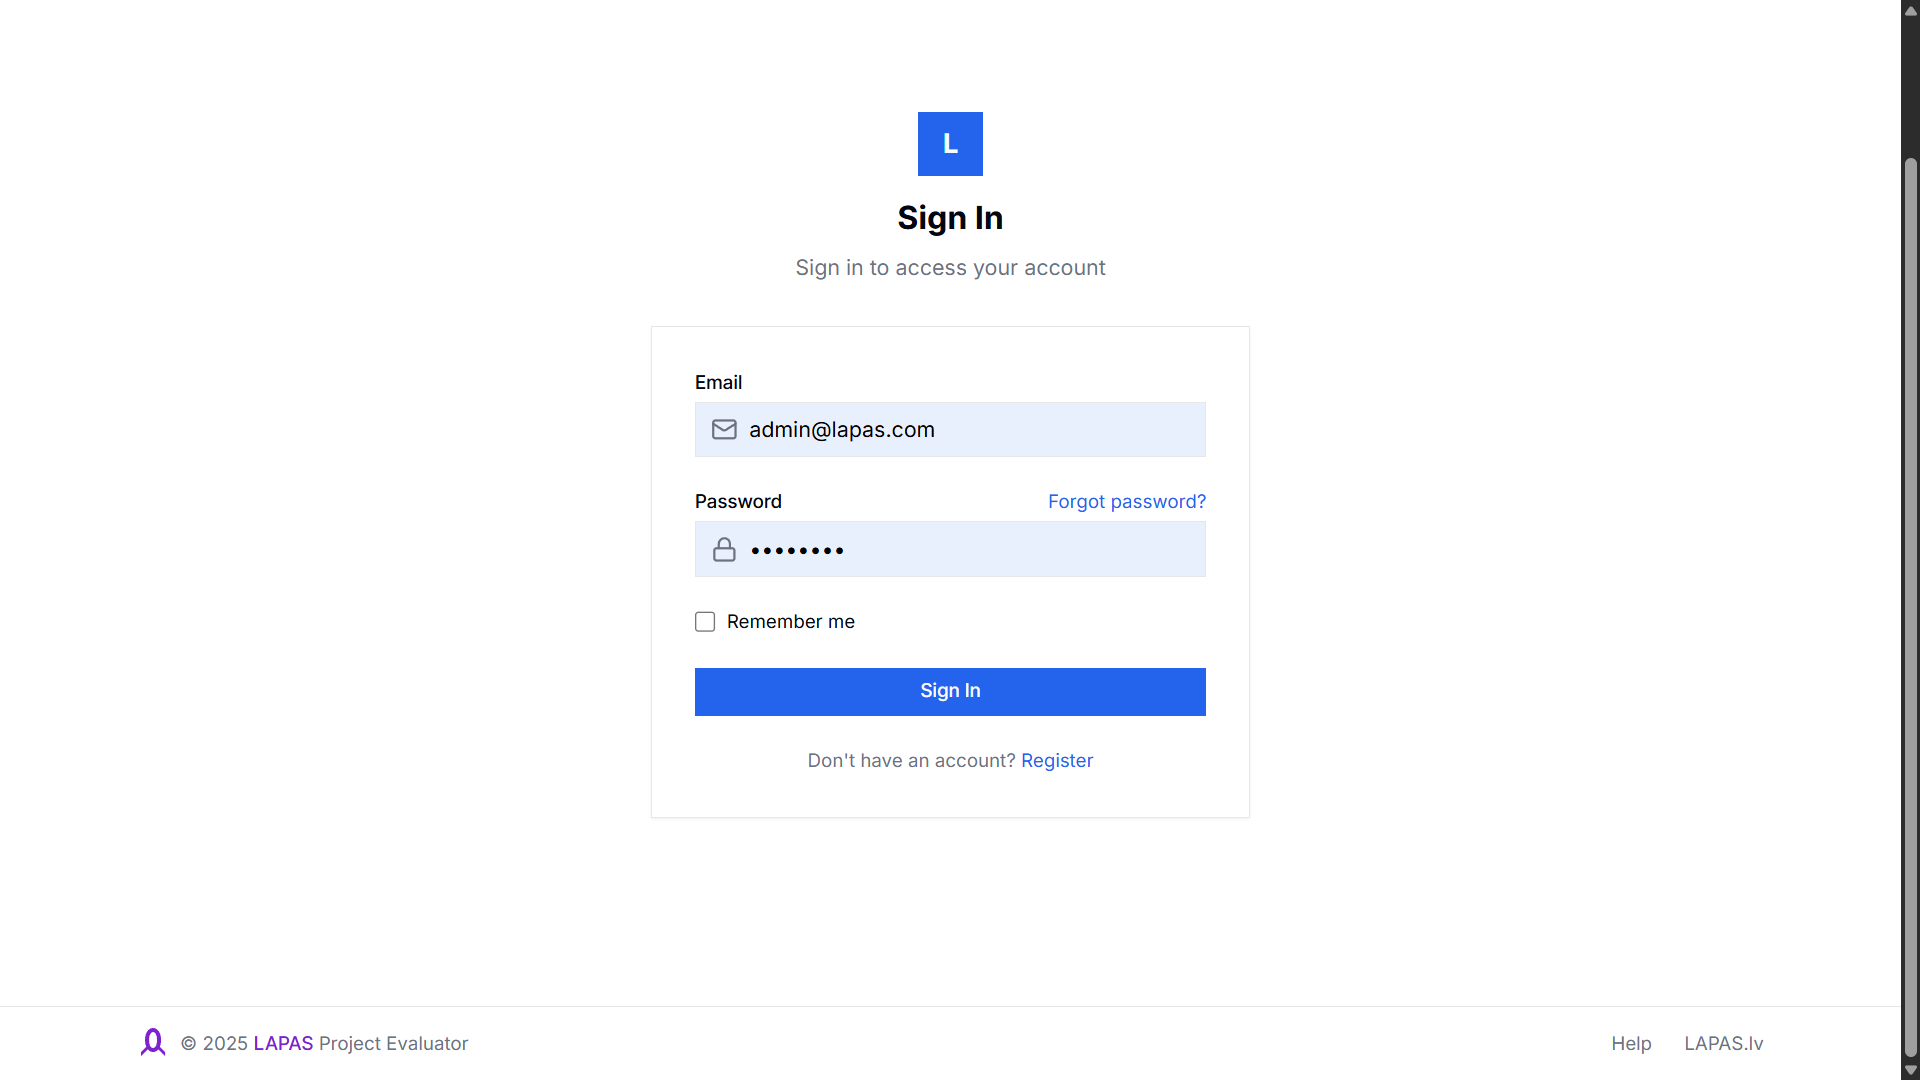 L
Sign In
Sign in to access your account
Email
admin@lapas.com
Password Forgot password?
••••••••
Remember me
Sign In
Don't have an account? Register
© 2025 LAPAS Project Evaluator Help LAPAS.lv